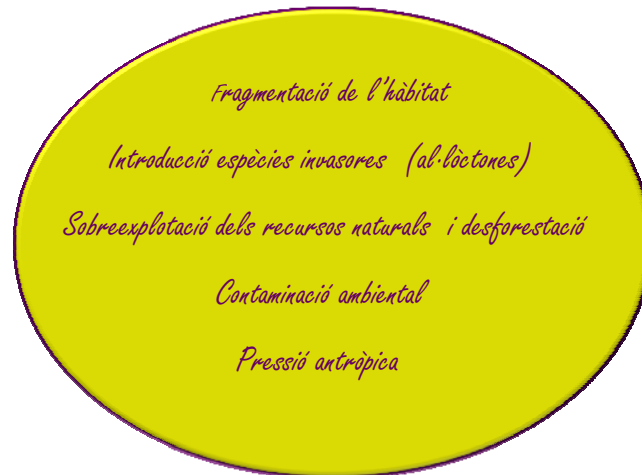 Fragmentació de l'hàbitat
Introducció espècies invasores (al·lòctones)
Sobreexplotació dels recursos naturals i desforestació
Contaminació ambiental
Pressió antròpica